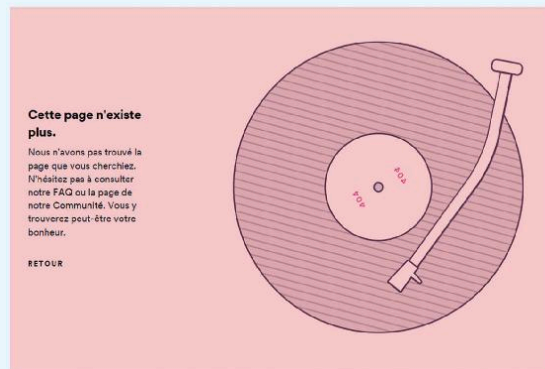 Cette page n'existe
plus.
Nous n'avons pas trouvé la
page que vous cherchiez.
N'hésitez pas à consulter
notre FAQ ou la page de
notre Communité. Vous y
trouverez peut-être votre
bonheur.
RETOUR
404
404